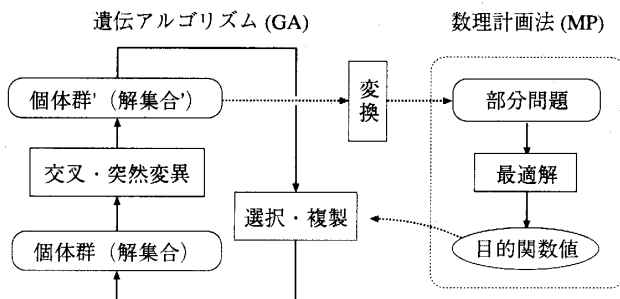 遺伝アルゴリズム (GA)
数理計画法 (MP)
個体群' (解集合')
変換
部分問題
交叉・突然変異
最適解
選択・複製
個体群 (解集合)
目的関数値